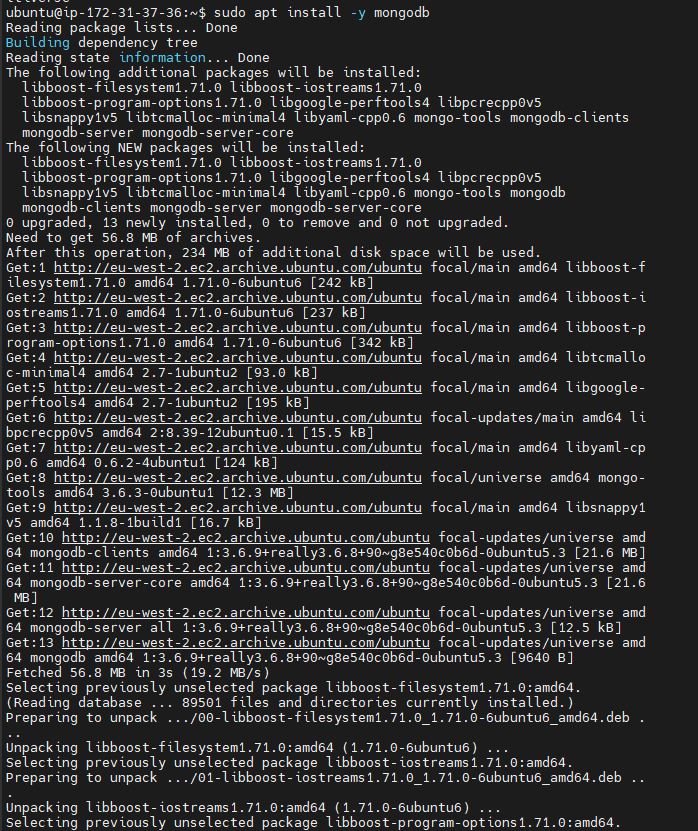 ubuntu@ip-172-31-37-36:~$ sudo apt install -y mongodb
Reading package lists... Done
Building dependency tree
Reading state information... Done
The following additional packages will be installed:
  libboost-filesystem1.71.0 libboost-iostreams1.71.0
  libboost-program-options1.71.0 libgoogle-perftools4 libpcrecpp0v5
  libsnappy1v5 libtcmalloc-minimal4 libyaml-cpp0.6 mongo-tools mongodb-clients
  mongodb-server mongodb-server-core
The following NEW packages will be installed:
  libboost-filesystem1.71.0 libboost-iostreams1.71.0
  libboost-program-options1.71.0 libgoogle-perftools4 libpcrecpp0v5
  libsnappy1v5 libtcmalloc-minimal4 libyaml-cpp0.6 mongo-tools mongodb
  mongodb-clients mongodb-server mongodb-server-core
0 upgraded, 13 newly installed, 0 to remove and 0 not upgraded.
Need to get 56.8 MB of archives.
After this operation, 234 MB of additional disk space will be used.
Get:1 http://eu-west-2.ec2.archive.ubuntu.com/ubuntu focal/main amd64 libboost-f
ilesystem1.71.0 amd64 1.71.0-6ubuntu6 [242 kB]
Get:2 http://eu-west-2.ec2.archive.ubuntu.com/ubuntu focal/main amd64 libboost-i
ostreams1.71.0 amd64 1.71.0-6ubuntu6 [237 kB]
Get:3 http://eu-west-2.ec2.archive.ubuntu.com/ubuntu focal/main amd64 libboost-p
rogram-options1.71.0 amd64 1.71.0-6ubuntu6 [342 kB]
Get:4 http://eu-west-2.ec2.archive.ubuntu.com/ubuntu focal/main amd64 libtcmallo
c-minimal4 amd64 2.7-1ubuntu2 [93.0 kB]
Get:5 http://eu-west-2.ec2.archive.ubuntu.com/ubuntu focal/main amd64 libgoogle-
perftools4 amd64 2.7-1ubuntu2 [195 kB]
Get:6 http://eu-west-2.ec2.archive.ubuntu.com/ubuntu focal-updates/main amd64 li
bpcrecpp0v5 amd64 2:8.39-12ubuntu0.1 [15.5 kB]
Get:7 http://eu-west-2.ec2.archive.ubuntu.com/ubuntu focal/main amd64 libyaml-cp
p0.6 amd64 0.6.2-4ubuntu1 [124 kB]
Get:8 http://eu-west-2.ec2.archive.ubuntu.com/ubuntu focal/universe amd64 mongo-
tools amd64 3.6.3-0ubuntu1 [12.3 MB]
Get:9 http://eu-west-2.ec2.archive.ubuntu.com/ubuntu focal/main amd64 libsnappy1
v5 amd64 1.1.8-1build1 [16.7 kB]
Get:10 http://eu-west-2.ec2.archive.ubuntu.com/ubuntu focal-updates/universe amd
64 mongodb-clients amd64 1:3.6.9+really3.6.8+90~g8e540c0b6d-0ubuntu5.3 [21.6 MB]
Get:11 http://eu-west-2.ec2.archive.ubuntu.com/ubuntu focal-updates/universe amd
64 mongodb-server-core amd64 1:3.6.9+really3.6.8+90~g8e540c0b6d-0ubuntu5.3 [21.6
 MB]
Get:12 http://eu-west-2.ec2.archive.ubuntu.com/ubuntu focal-updates/universe amd
64 mongodb-server all 1:3.6.9+really3.6.8+90~g8e540c0b6d-0ubuntu5.3 [12.5 kB]
Get:13 http://eu-west-2.ec2.archive.ubuntu.com/ubuntu focal-updates/universe amd
64 mongodb amd64 1:3.6.9+really3.6.8+90~g8e540c0b6d-0ubuntu5.3 [9640 B]
Fetched 56.8 MB in 3s (19.2 MB/s)
Selecting previously unselected package libboost-filesystem1.71.0:amd64.
(Reading database ... 89501 files and directories currently installed.)
Preparing to unpack .../00-libboost-filesystem1.71.0_1.71.0-6ubuntu6_amd64.deb .
..
Unpacking libboost-filesystem1.71.0:amd64 (1.71.0-6ubuntu6) ...
Selecting previously unselected package libboost-iostreams1.71.0:amd64.
Preparing to unpack .../01-libboost-iostreams1.71.0_1.71.0-6ubuntu6_amd64.deb ..
.
Unpacking libboost-iostreams1.71.0:amd64 (1.71.0-6ubuntu6) ...
Selecting previously unselected package libboost-program-options1.71.0:amd64.